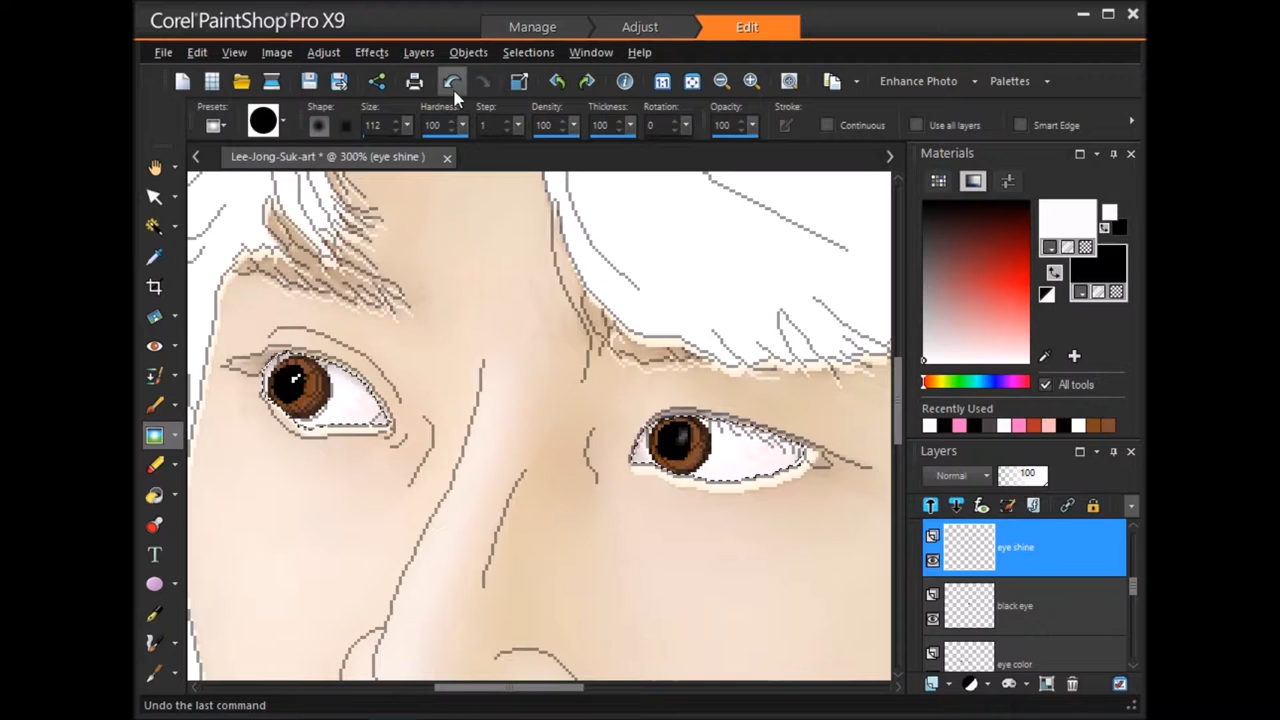 Corel PaintShop Pro X9
Manage Adjust Edit
File Edit View Image Adjust Effects Layers Objects Selections Window Help
1:1 Enhance Photo Palettes
Presets: Shape: Size: Hardness: Step: Density: Thickness: Rotation: Opacity: Stroke:
112 100 1 100 100 0 100 Continuous Use all layers Smart Edge
Lee-Jong-Suk-art * @ 300% (eye shine ) Materials
All tools
Recently Used
Layers
Normal 100
eye shine
black eye
eye color
T
Undo the last command